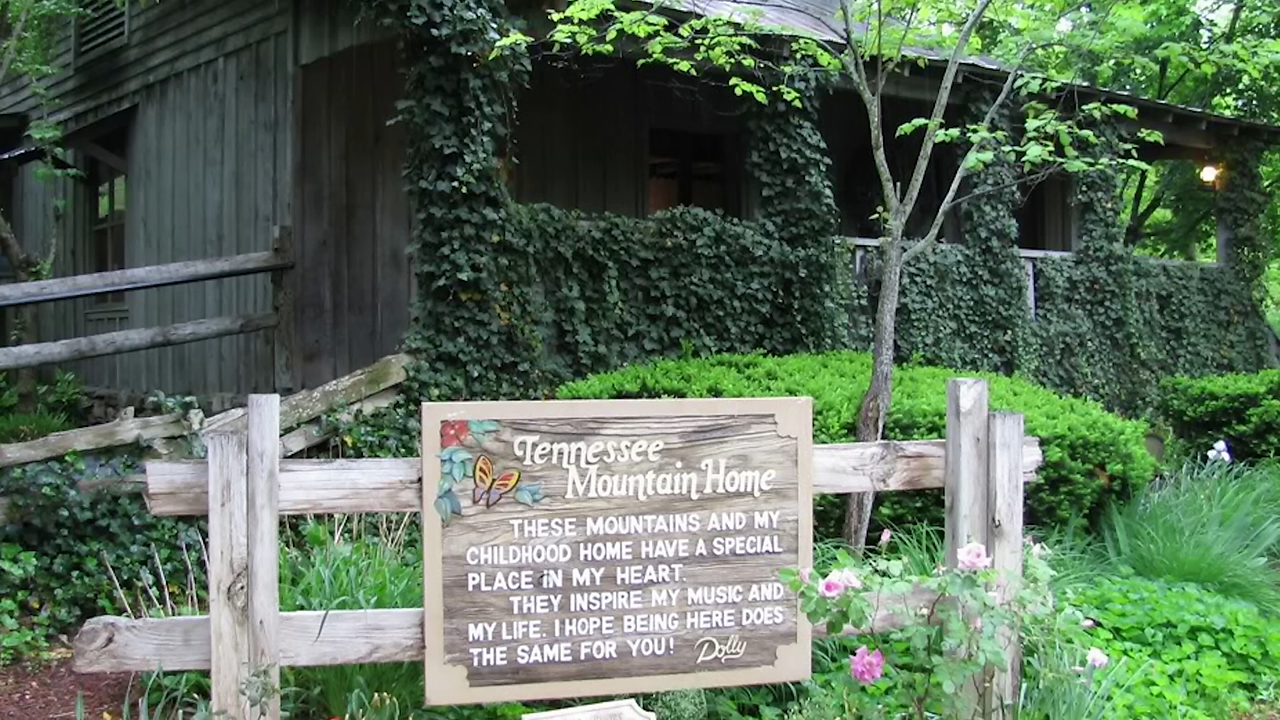 Tennessee
Mountain Home
THESE MOUNTAINS AND MY
CHILDHOOD HOME HAVE A SPECIAL
PLACE IN MY HEART.
THEY INSPIRE MY MUSIC AND
MY LIFE. I HOPE BEING HERE DOES
THE SAME FOR YOU! Dolly